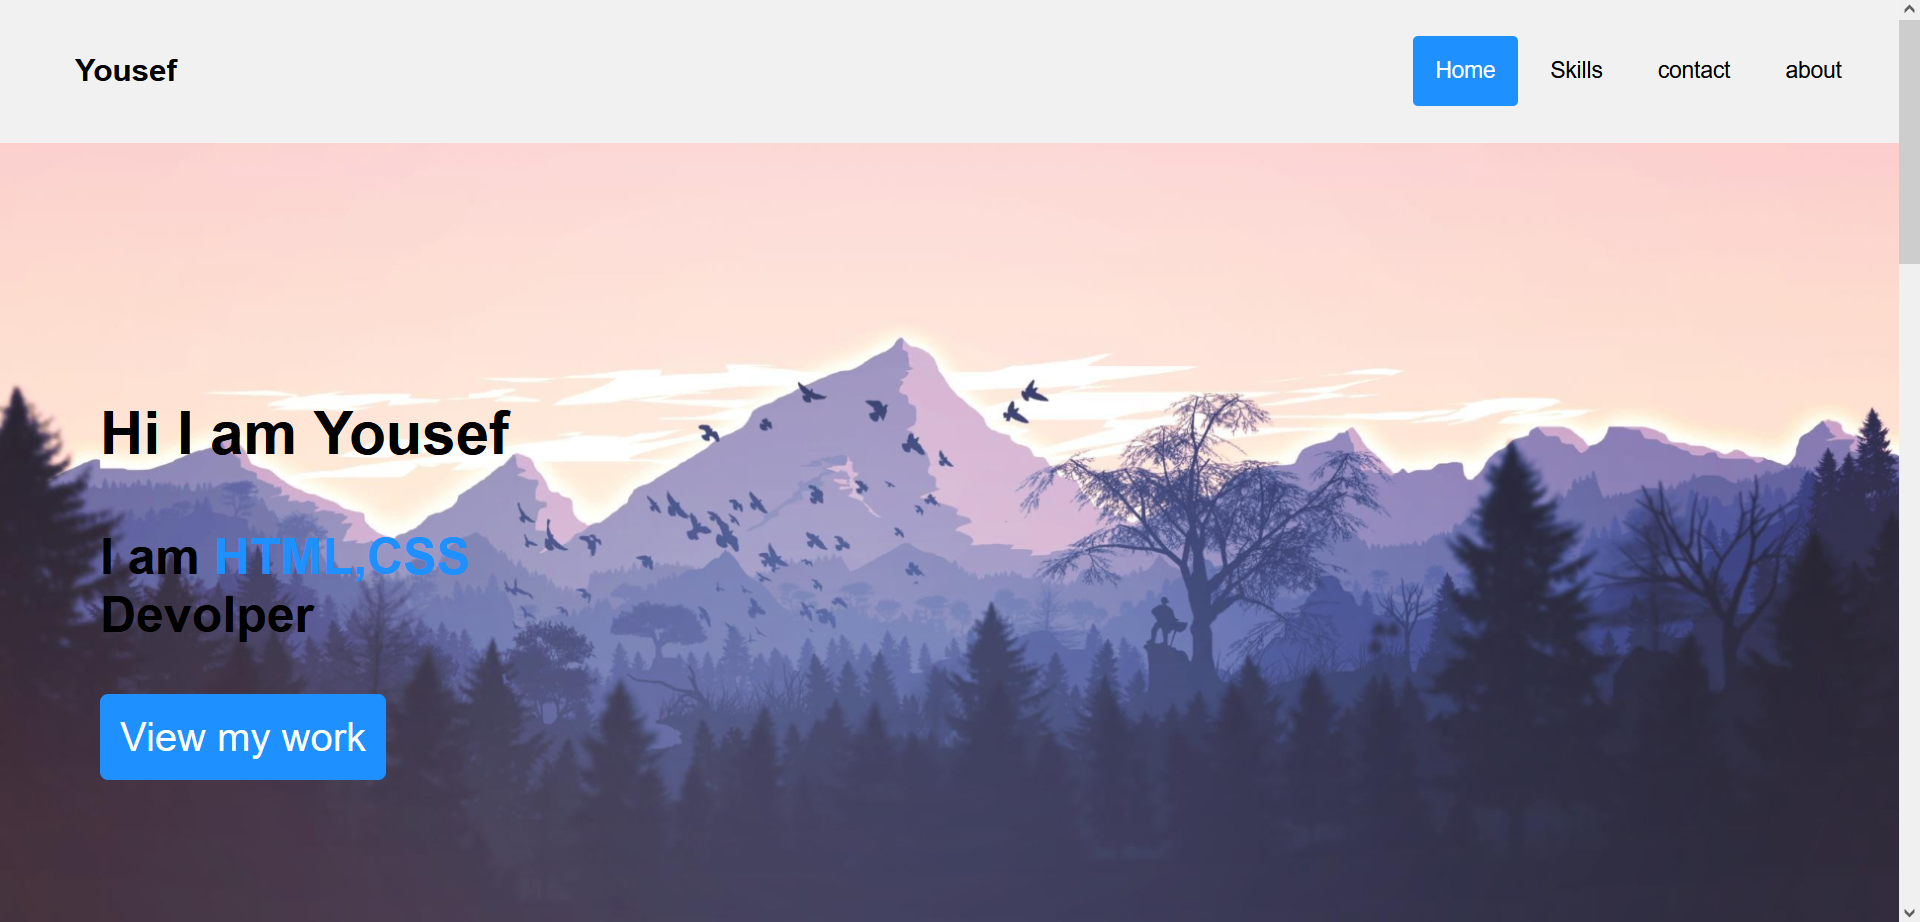 Yousef
Home
Skills
contact
about
Hi I am Yousef
I am HTML,CSS
Devolper
View my work